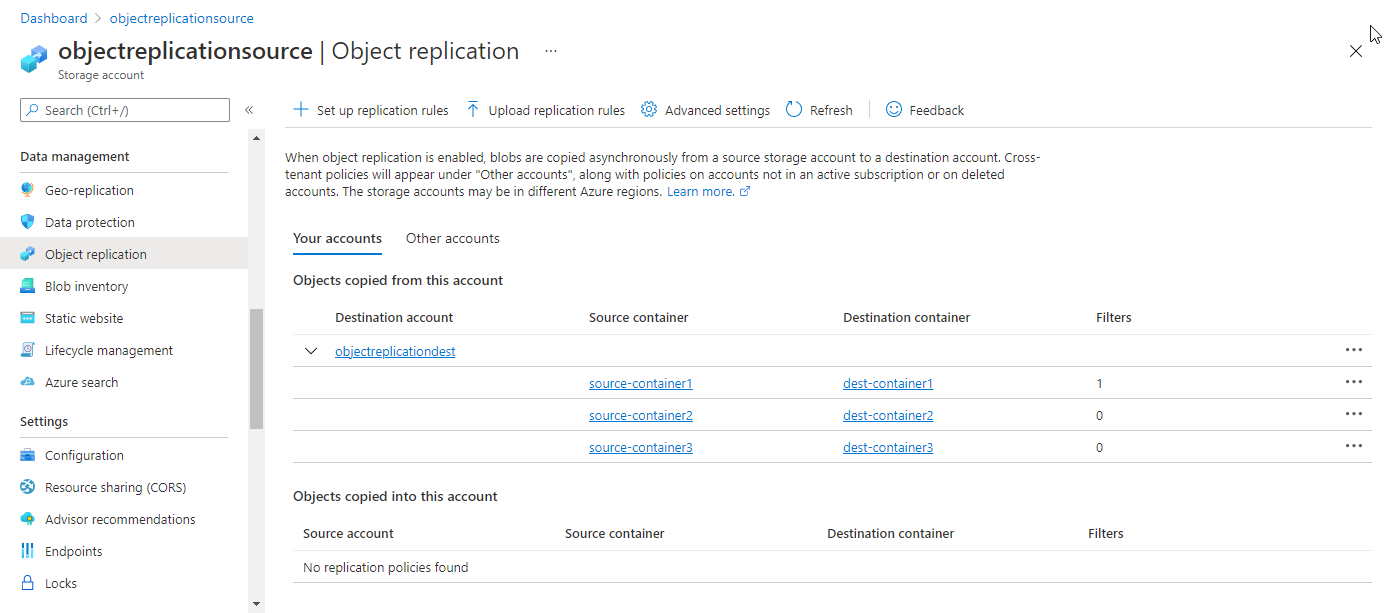 Dashboard > objectreplicationsource
objectreplicationsource | Object replication ...
Storage account
Search (Ctrl+/) «
Data management
Geo-replication
Data protection
Object replication
Blob inventory
Static website
Lifecycle management
Azure search
Settings
Configuration
Resource sharing (CORS)
Advisor recommendations
Endpoints
Locks
Set up replication rules Upload replication rules Advanced settings Refresh Feedback
When object replication is enabled, blobs are copied asynchronously from a source storage account to a destination account. Cross-
tenant policies will appear under "Other accounts", along with policies on accounts not in an active subscription or on deleted
accounts. The storage accounts may be in different Azure regions. Learn more.
Your accounts Other accounts
Objects copied from this account
Destination account Source container Destination container Filters
objectreplicationdest
source-container1 dest-container1 1
source-container2 dest-container2 0
source-container3 dest-container3 0
Objects copied into this account
Source account Source container Destination container Filters
No replication policies found